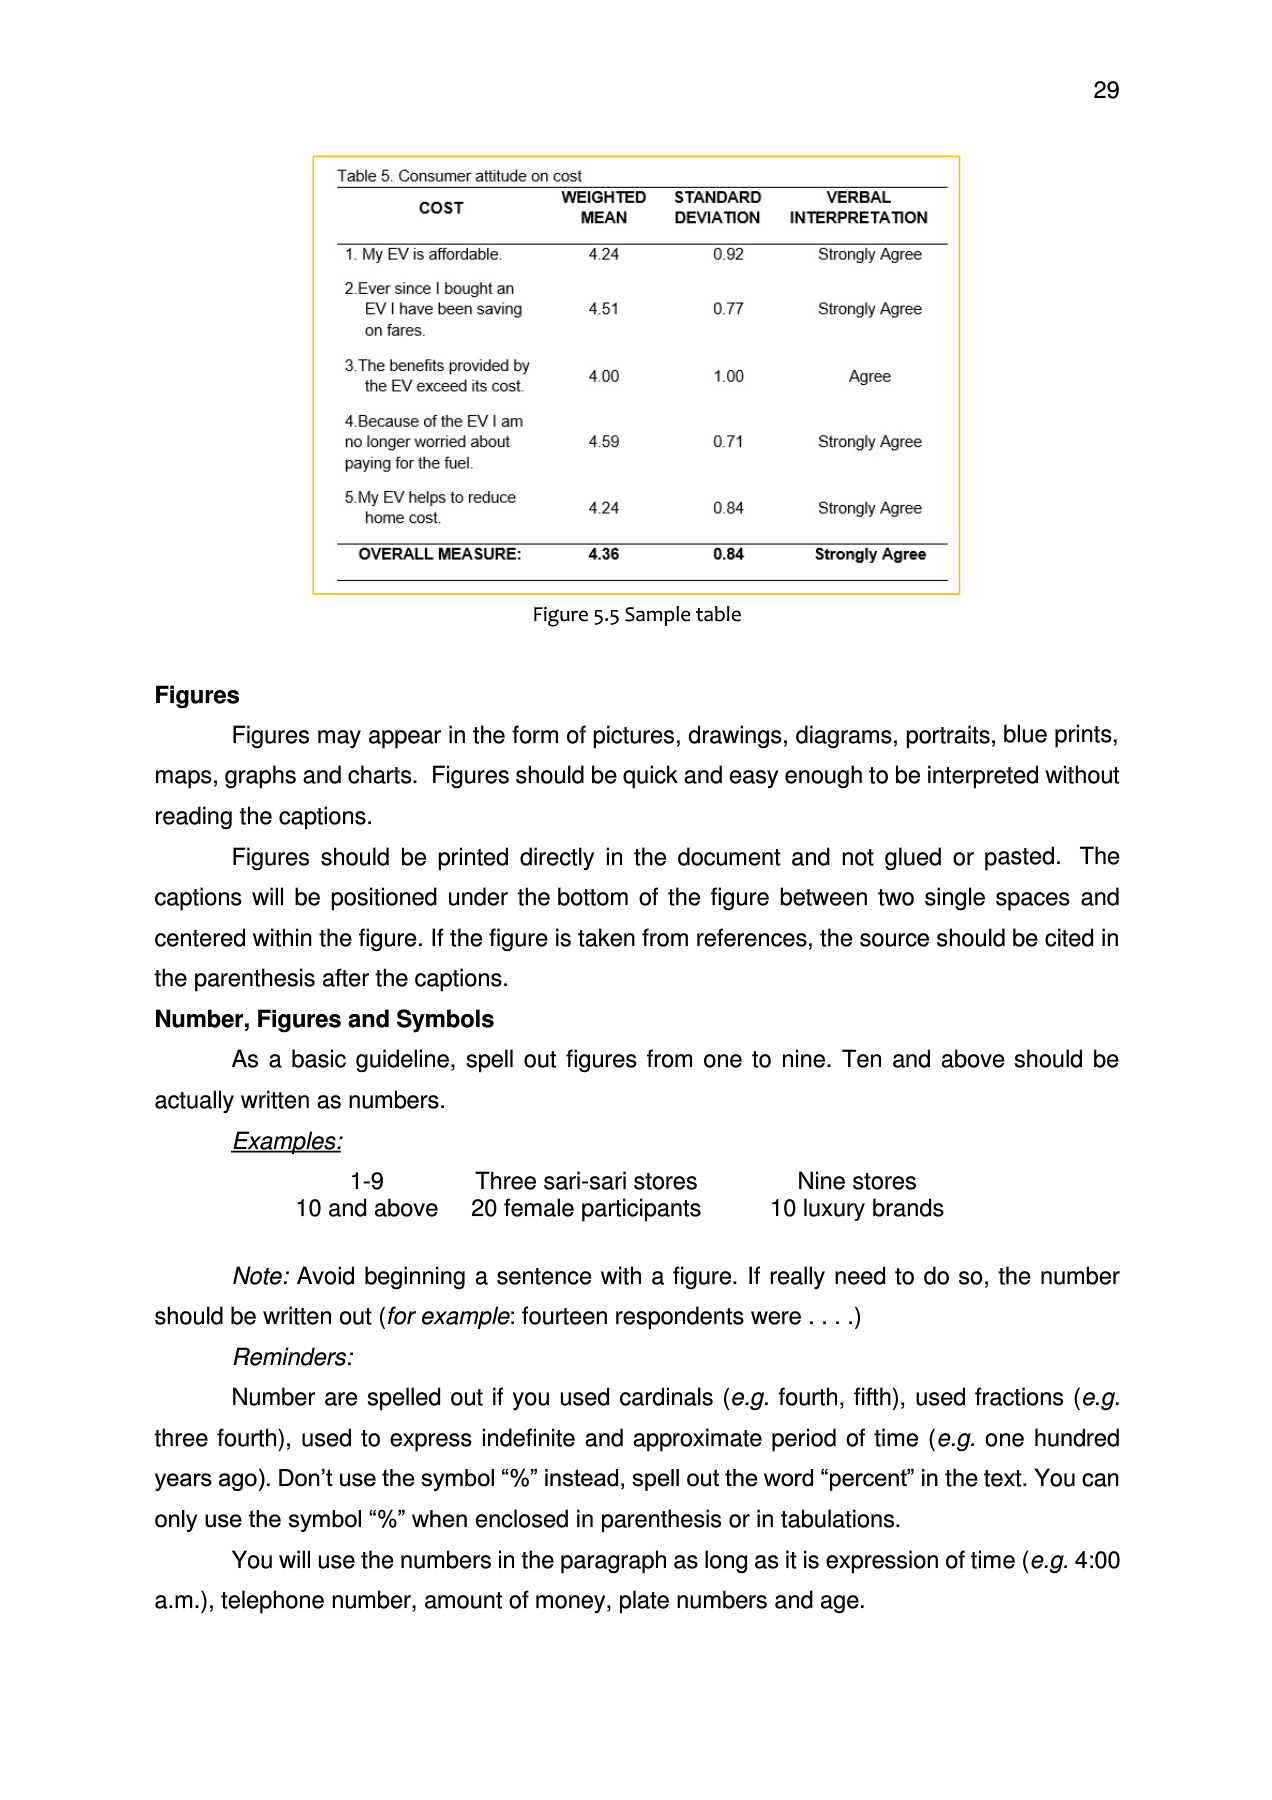 29
Table 5. Consumer attitude on cost
COST WEIGHTED MEAN STANDARD DEVIATION VERBAL INTERPRETATION
1. My EV is affordable. 4.24 0.92 Strongly Agree
2.Ever since I bought an
EV I have been saving 4.51 0.77 Strongly Agree
on fares.
3.The benefits provided by
the EV exceed its cost. 4.00 1.00 Agree
4.Because of the EV I am
no longer worried about 4.59 0.71 Strongly Agree
paying for the fuel.
5.My EV helps to reduce
home cost. 4.24 0.84 Strongly Agree
OVERALL MEASURE: 4.36 0.84 Strongly Agree
Figure 5.5 Sample table
Figures
Figures may appear in the form of pictures, drawings, diagrams, portraits, blue prints,
maps, graphs and charts. Figures should be quick and easy enough to be interpreted without
reading the captions.
Figures should be printed directly in the document and not glued or pasted. The
captions will be positioned under the bottom of the figure between two single spaces and
centered within the figure. If the figure is taken from references, the source should be cited in
the parenthesis after the captions.
Number, Figures and Symbols
As a basic guideline, spell out figures from one to nine. Ten and above should be
actually written as numbers.
Examples:
1-9 Three sari-sari stores Nine stores
10 and above 20 female participants 10 luxury brands
Note: Avoid beginning a sentence with a figure. If really need to do so, the number
should be written out (for example: fourteen respondents were . . . .)
Reminders:
Number are spelled out if you used cardinals (e.g. fourth, fifth), used fractions (e.g.
three fourth), used to express indefinite and approximate period of time (e.g. one hundred
years ago). Don’t use the symbol “%” instead, spell out the word “percent” in the text. You can
only use the symbol “%” when enclosed in parenthesis or in tabulations.
You will use the numbers in the paragraph as long as it is expression of time (e.g. 4:00
a.m.), telephone number, amount of money, plate numbers and age.